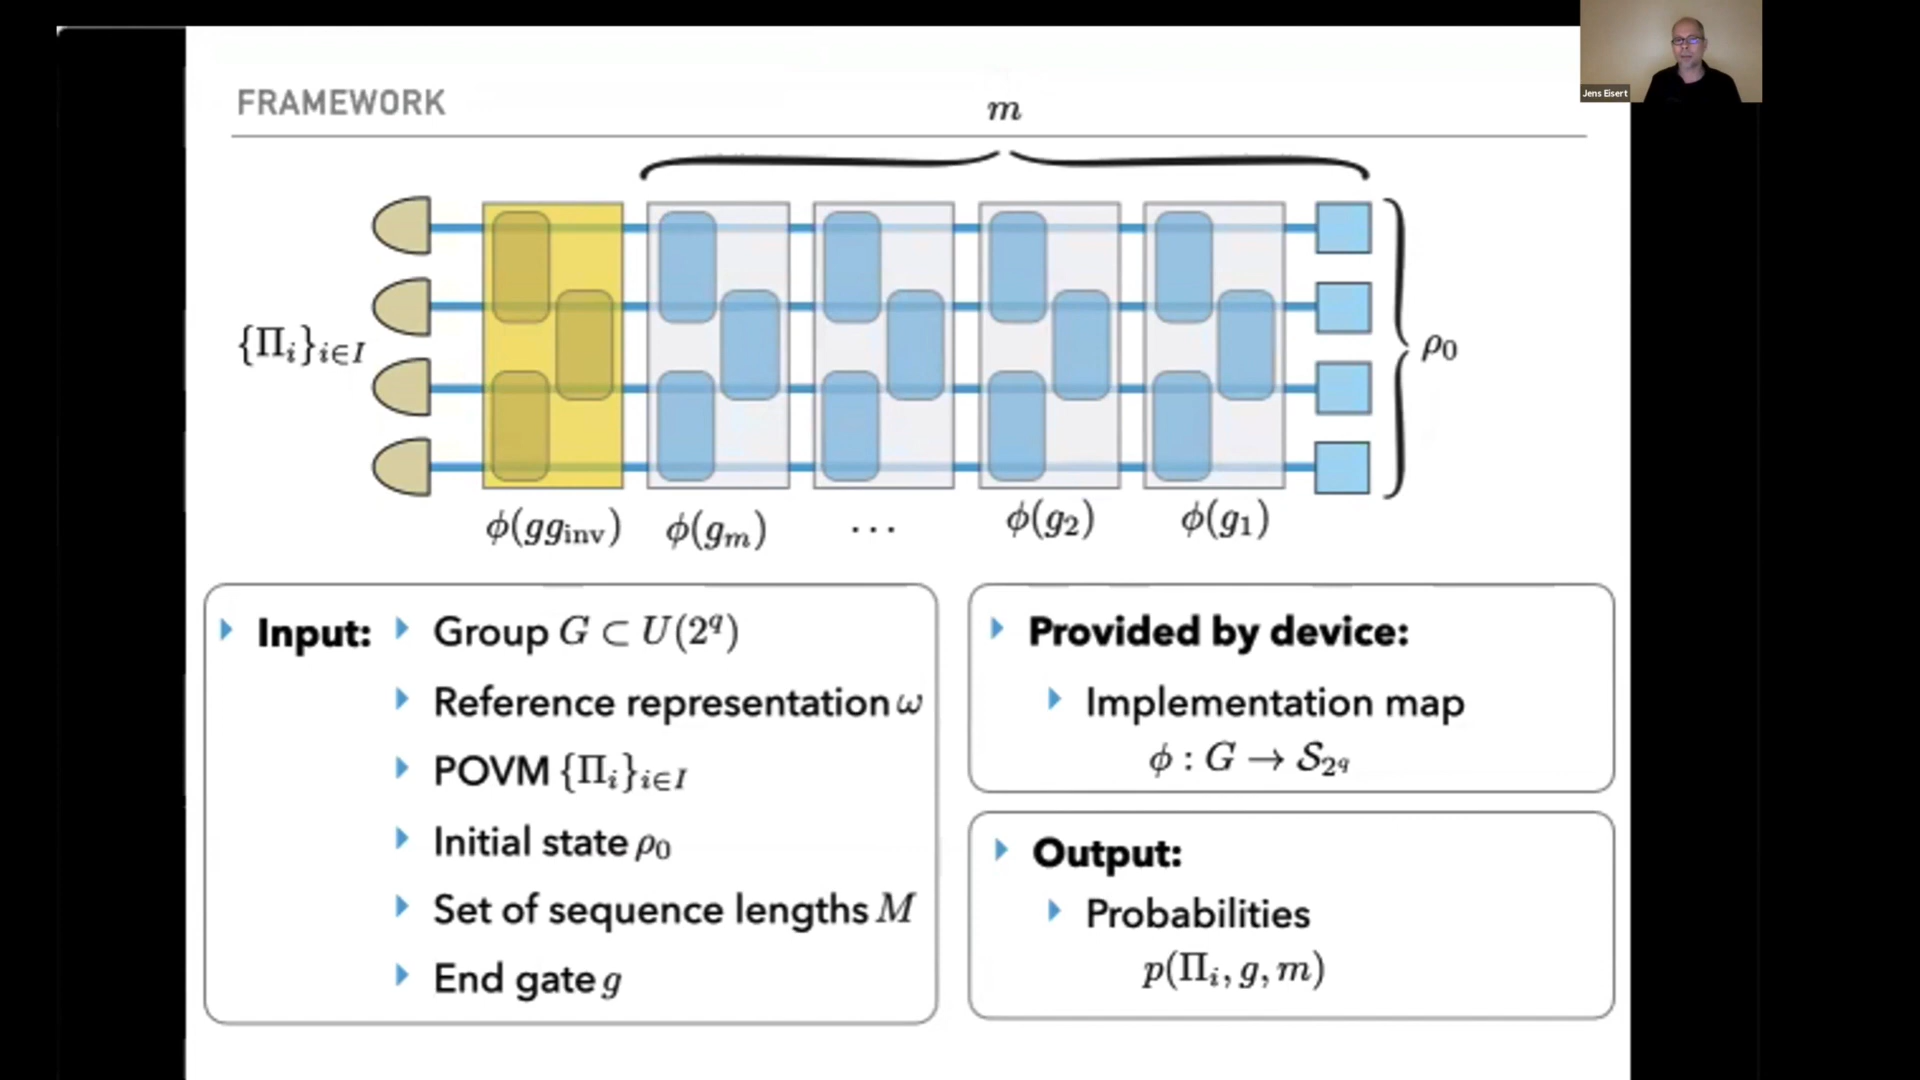 Jens Eisert
FRAMEWORK
m
{Π_i}_{i∈I}
ρ_0
ϕ(gg_inv) ϕ(g_m) ... ϕ(g_2) ϕ(g_1)
Input:
Group G ⊂ U(2^q)
Reference representation ω
POVM {Π_i}_{i∈I}
Initial state ρ_0
Set of sequence lengths M
End gate g
Provided by device:
Implementation map
ϕ : G → 𝒮_{2^q}
Output:
Probabilities
p(Π_i, g, m)